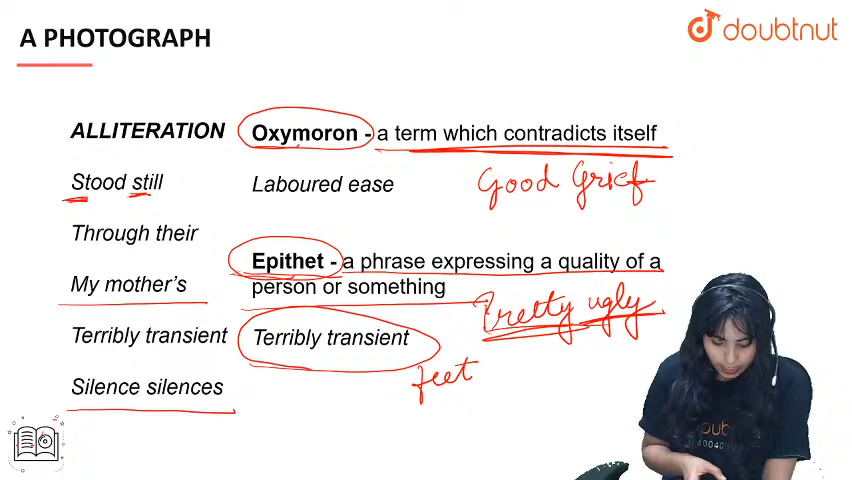 A PHOTOGRAPH
doubtnut
ALLITERATION
Stood still
Through their
My mother's
Terribly transient
Silence silences
Oxymoron - a term which contradicts itself
Laboured ease
Good Grief
Epithet - a phrase expressing a quality of a
person or something
Pretty ugly
Terribly transient
feet